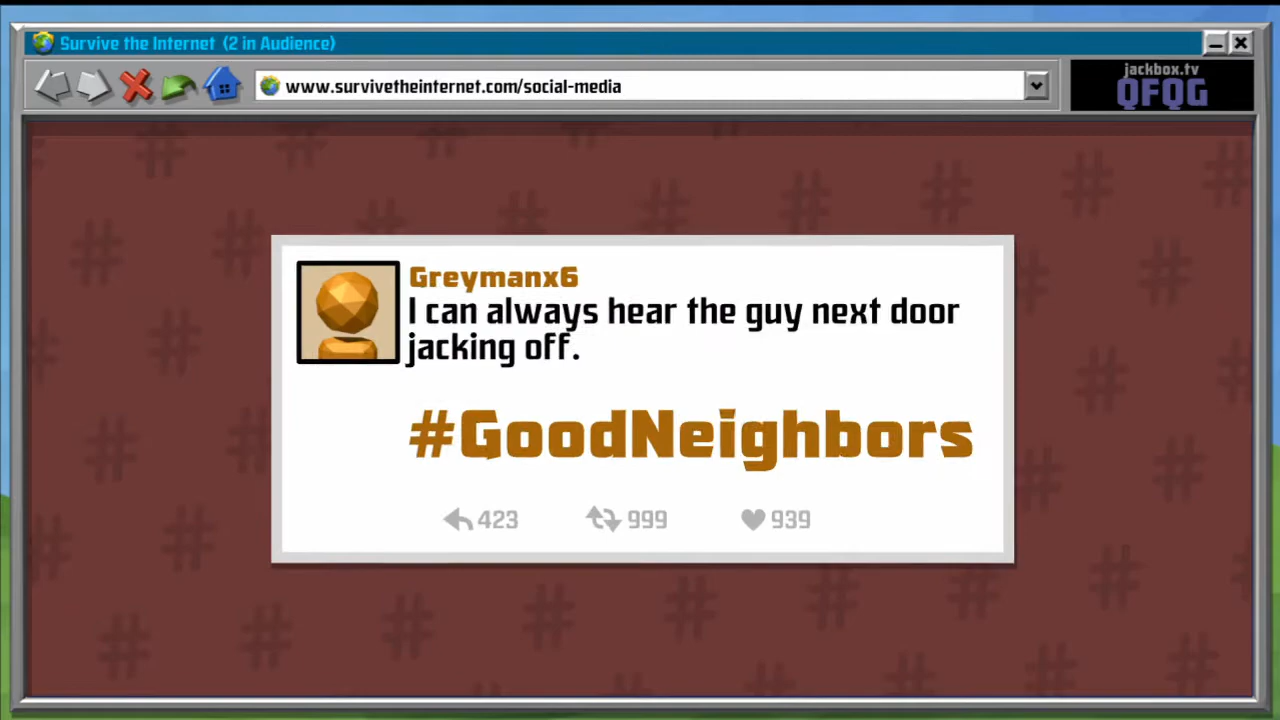 Survive the Internet (2 in Audience)
www.survivetheinternet.com/social-media
jackbox.tv
QFQG
Greymanx6
I can always hear the guy next door
jacking off.
#GoodNeighbors
423 999 939